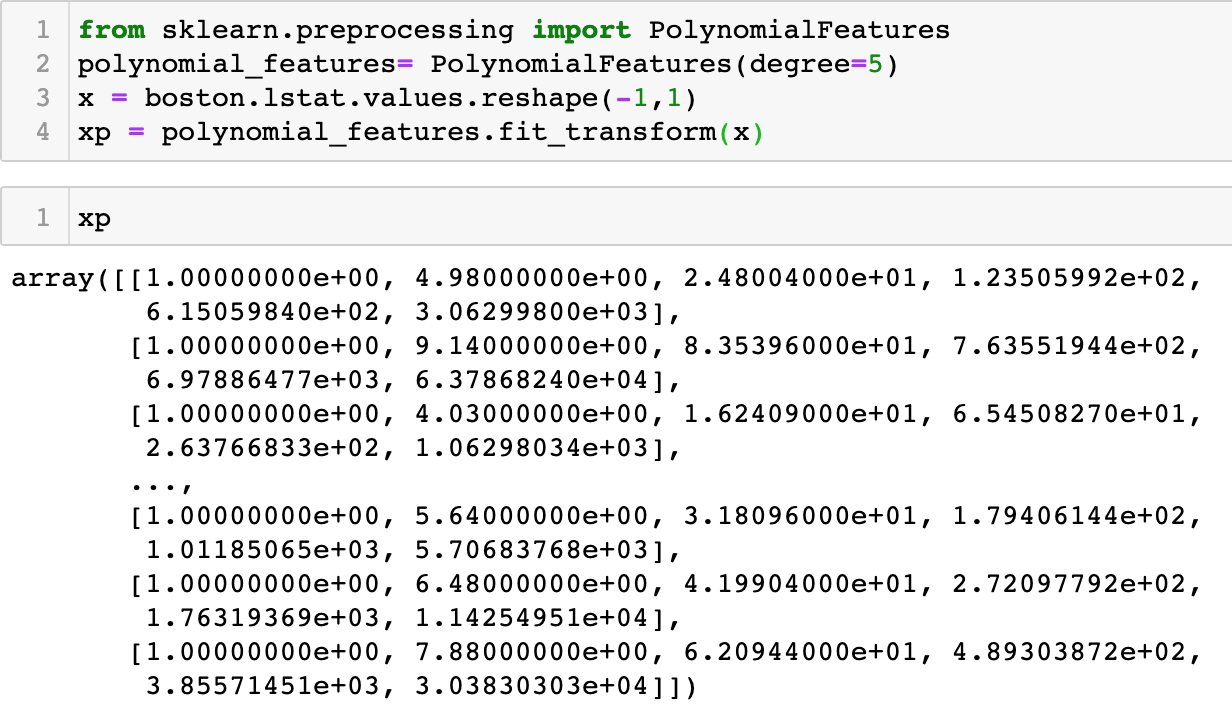 1 from sklearn.preprocessing import PolynomialFeatures
2 polynomial_features= PolynomialFeatures(degree=5)
3 x = boston.lstat.values.reshape(-1,1)
4 xp = polynomial_features.fit_transform(x)
1 xp
array([[1.00000000e+00, 4.98000000e+00, 2.48004000e+01, 1.23505992e+02,
6.15059840e+02, 3.06299800e+03],
[1.00000000e+00, 9.14000000e+00, 8.35396000e+01, 7.63551944e+02,
6.97886477e+03, 6.37868240e+04],
[1.00000000e+00, 4.03000000e+00, 1.62409000e+01, 6.54508270e+01,
2.63766833e+02, 1.06298034e+03],
...,
[1.00000000e+00, 5.64000000e+00, 3.18096000e+01, 1.79406144e+02,
1.01185065e+03, 5.70683768e+03],
[1.00000000e+00, 6.48000000e+00, 4.19904000e+01, 2.72097792e+02,
1.76319369e+03, 1.14254951e+04],
[1.00000000e+00, 7.88000000e+00, 6.20944000e+01, 4.89303872e+02,
3.85571451e+03, 3.03830303e+04]])